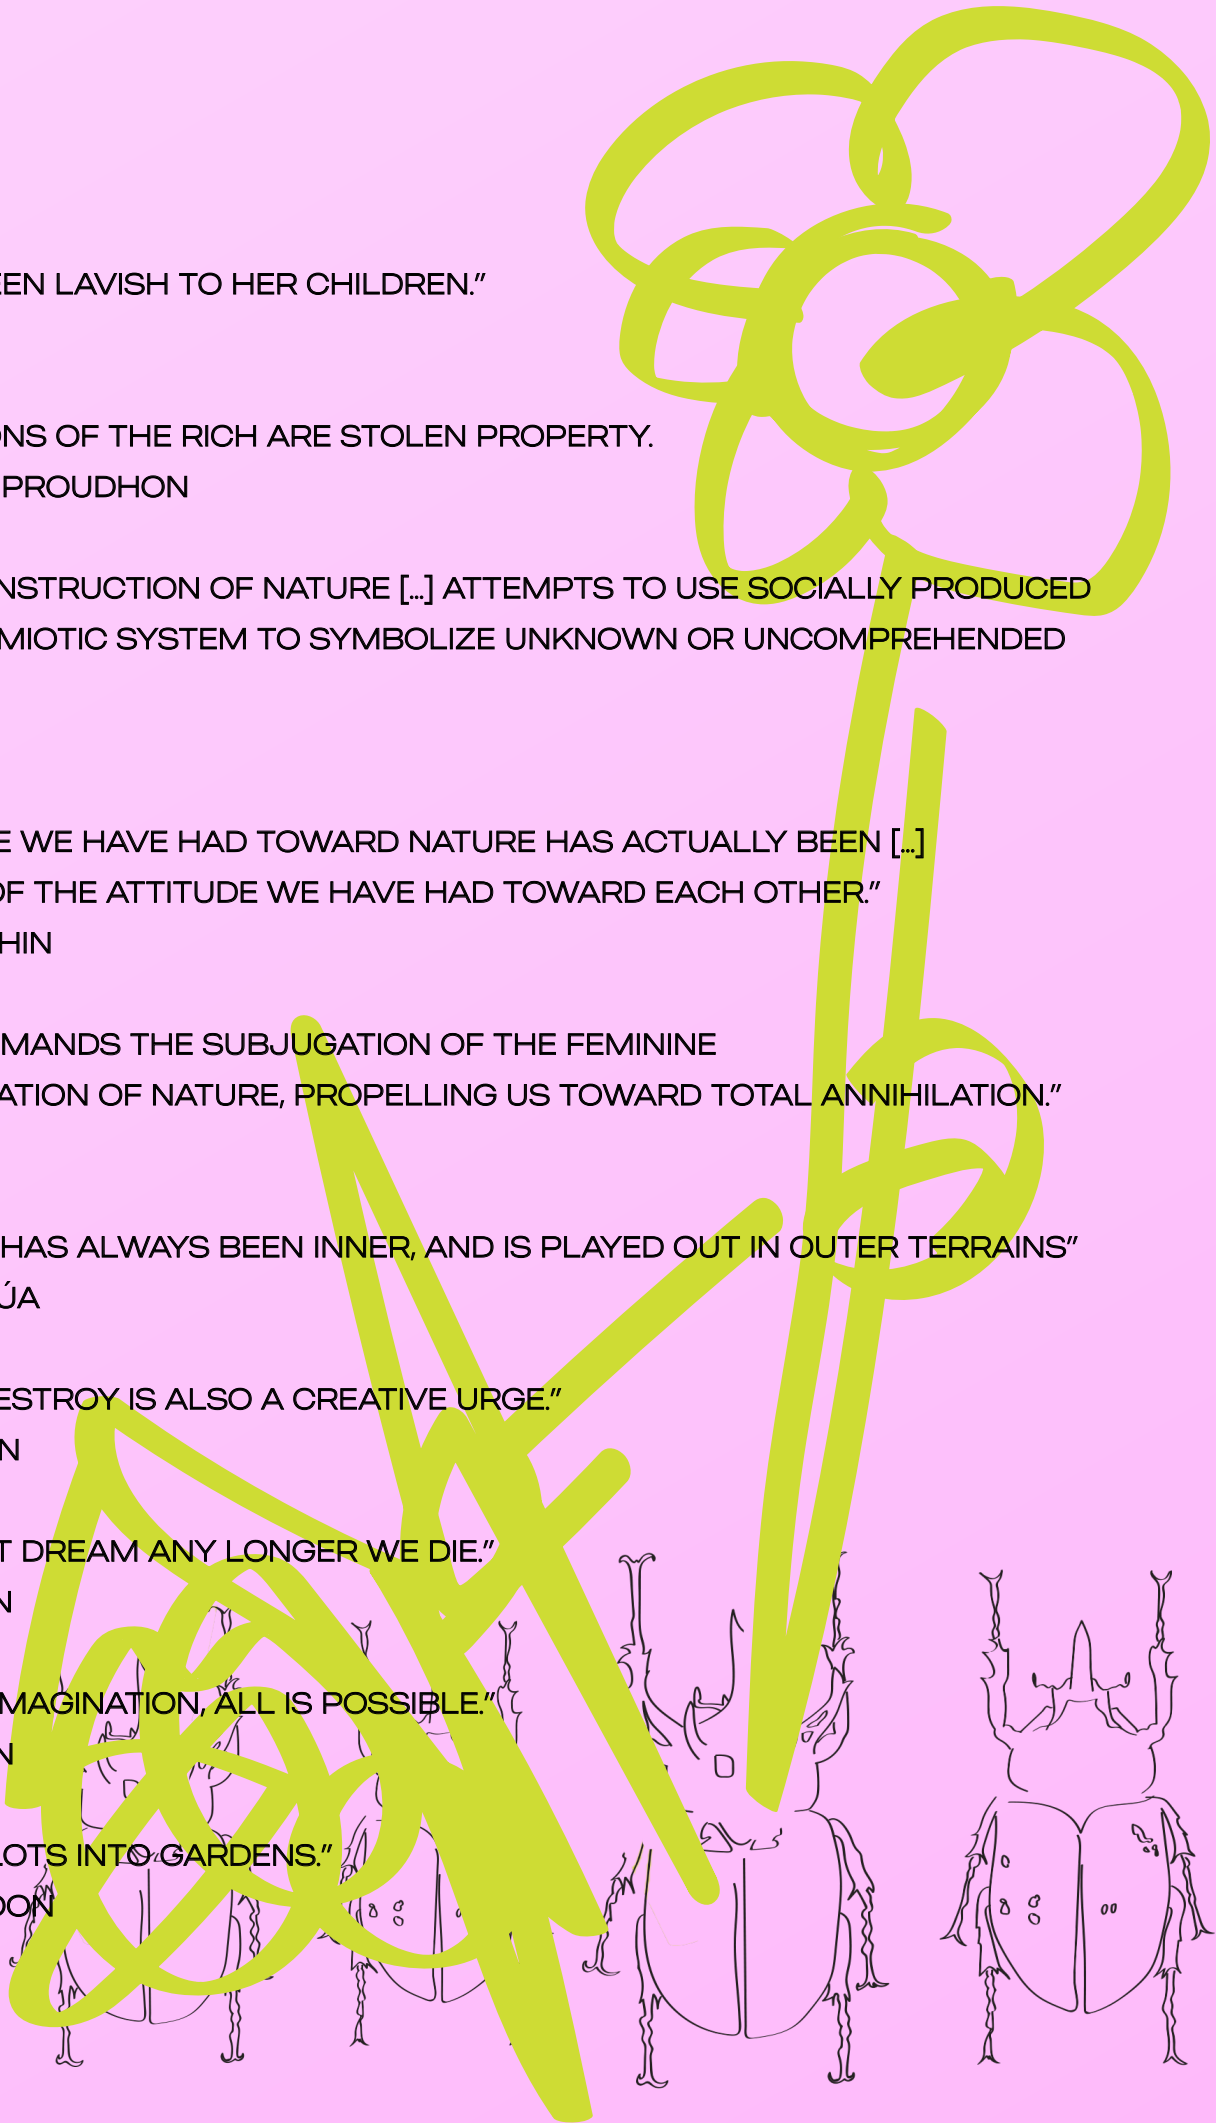 EEN LAVISH TO HER CHILDREN.”
ONS OF THE RICH ARE STOLEN PROPERTY.
PROUDHON
NSTRUCTION OF NATURE [...] ATTEMPTS TO USE SOCIALLY PRODUCED
MIOTIC SYSTEM TO SYMBOLIZE UNKNOWN OR UNCOMPREHENDED
E WE HAVE HAD TOWARD NATURE HAS ACTUALLY BEEN [...]
OF THE ATTITUDE WE HAVE HAD TOWARD EACH OTHER.”
HIN
MANDS THE SUBJUGATION OF THE FEMININE
ATION OF NATURE, PROPELLING US TOWARD TOTAL ANNIHILATION.”
HAS ALWAYS BEEN INNER, AND IS PLAYED OUT IN OUTER TERRAINS”
ÚA
ESTROY IS ALSO A CREATIVE URGE.”
N
T DREAM ANY LONGER WE DIE.”
N
MAGINATION, ALL IS POSSIBLE.”
N
LOTS INTO GARDENS.”
DON